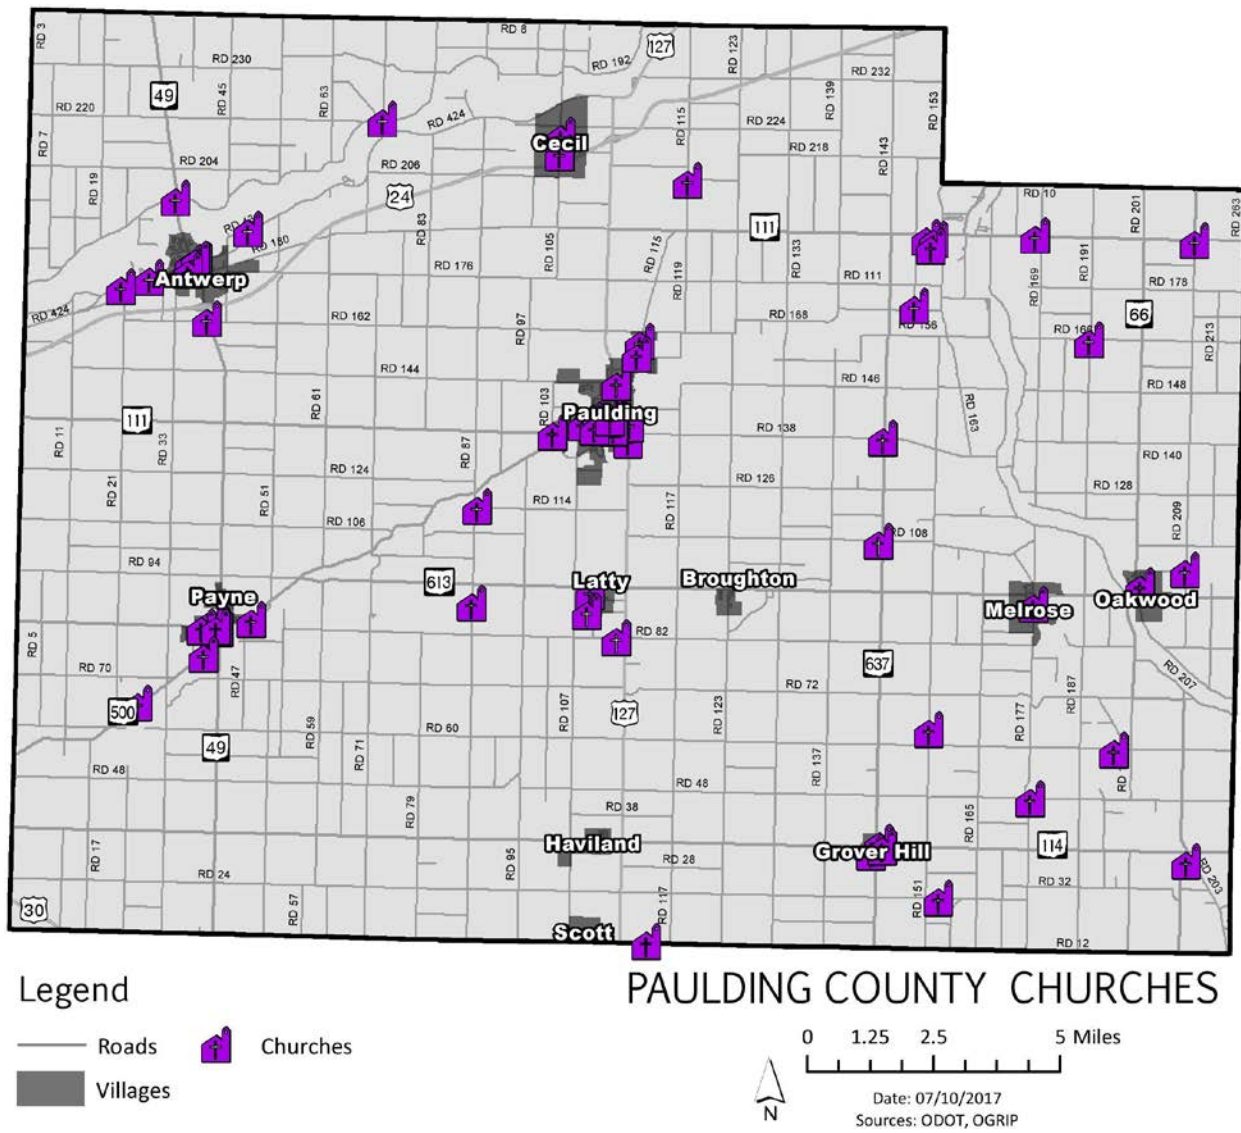 RD 3
RD 8
127
RD 123
RD 230
RD 192
RD 232
49
RD 45
RD 63
RD 139
RD 153
RD 220
RD 424
RD 115
RD 224
RD 7
Cecil
RD 143
RD 218
RD 204
RD 206
RD 19
24
RD 10
RD 201
RD 263
RD 83
111
RD 180
RD 105
RD 115
RD 133
RD 191
RD 176
RD 119
RD 111
RD 169
RD 178
Antwerp
RD 424
RD 162
RD 97
RD 168
RD 156
66
RD 213
RD 144
RD 146
RD 148
RD 61
RD 103
Paulding
111
RD 11
RD 33
RD 87
RD 138
RD 163
RD 140
RD 124
RD 21
RD 51
RD 126
RD 128
RD 114
RD 117
RD 209
RD 106
RD 108
RD 94
613
Latty
Broughton
Payne
Melrose
Oakwood
RD 5
RD 82
RD 70
RD 47
637
RD 207
RD 72
RD 187
500
RD 107
127
RD 123
RD 177
RD 59
RD 60
49
RD 71
RD 137
RD
RD 48
RD 48
RD 79
RD 38
RD 165
RD 17
Haviland
Grover Hill
114
RD 95
RD 28
RD 24
RD 32
RD 203
RD 57
RD 151
30
RD 117
Scott
RD 12
Legend
PAULDING COUNTY CHURCHES
Roads
Churches
Villages
0 1.25 2.5 5 Miles
N
Date: 07/10/2017
Sources: ODOT, OGRIP